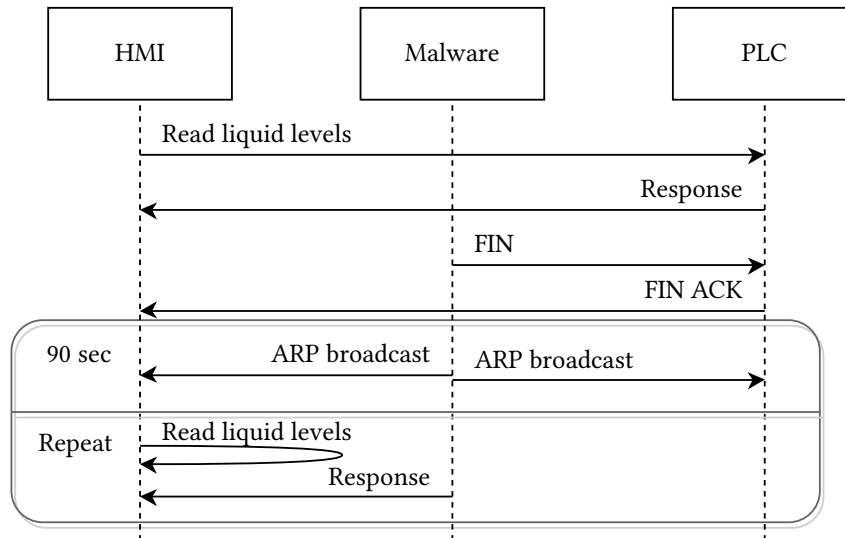 HMI
Malware
PLC
Read liquid levels
Response
FIN
FIN ACK
90 sec
ARP broadcast
ARP broadcast
Repeat
Read liquid levels
Response